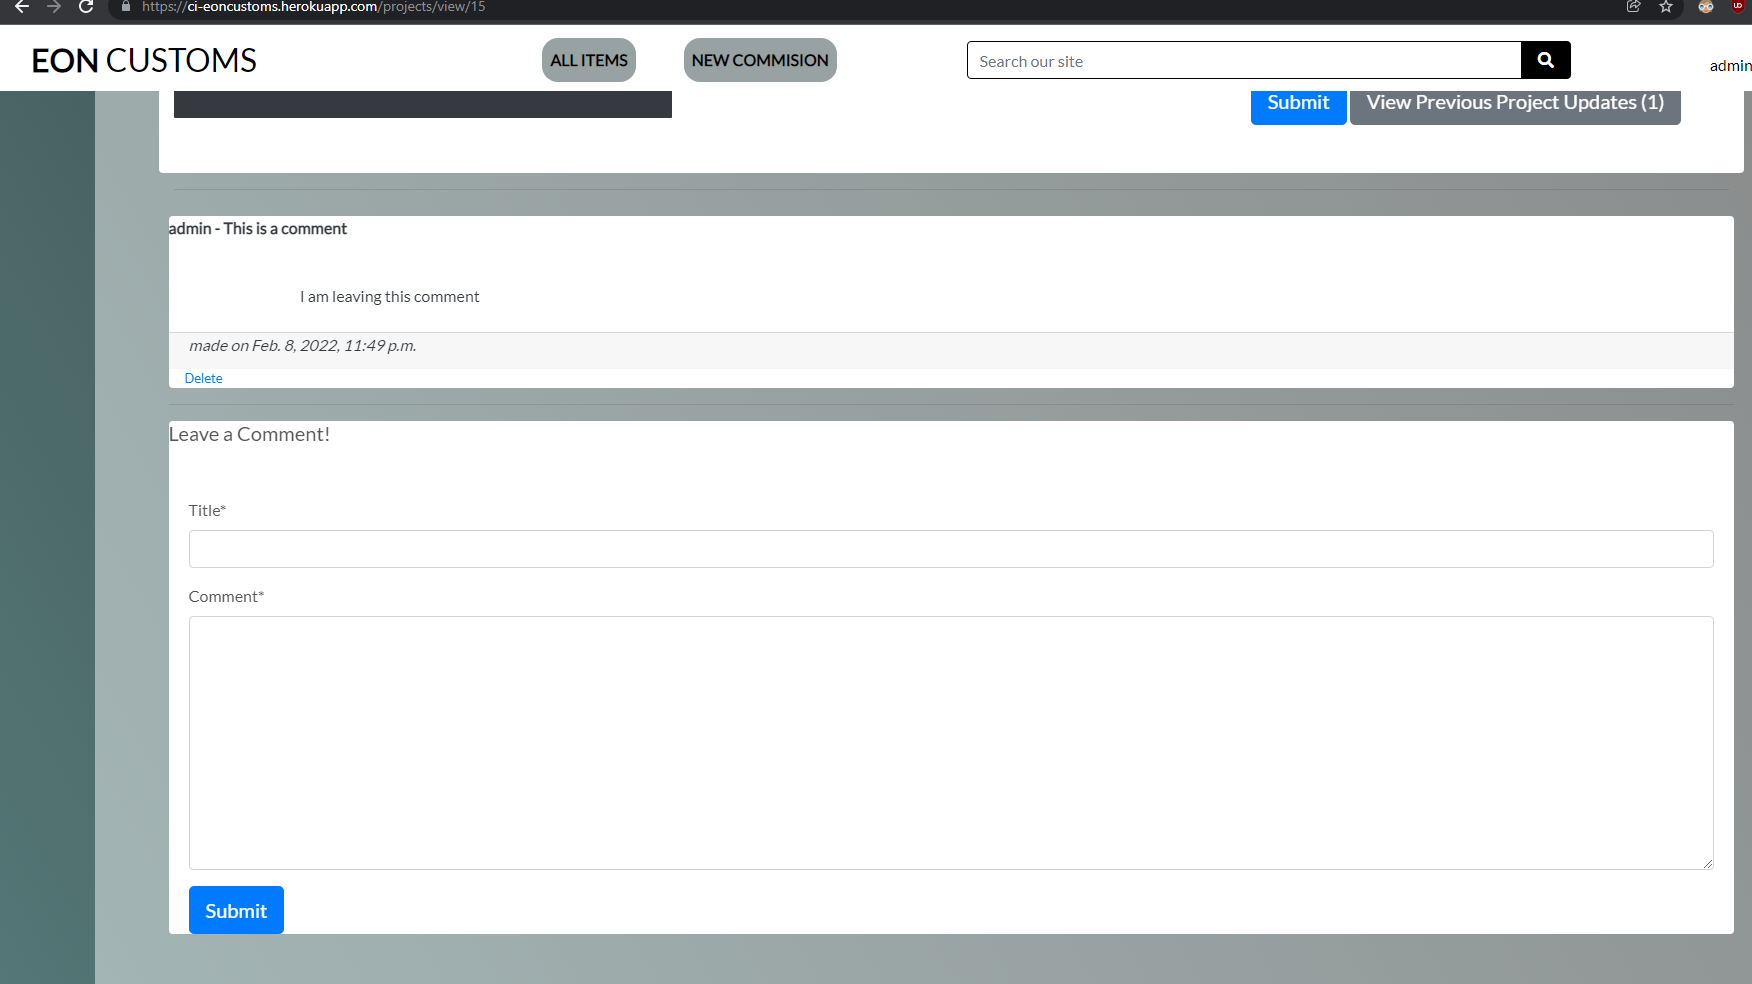 https://ci-eoncustoms.herokuapp.com/projects/view/15
EON CUSTOMS
ALL ITEMS
NEW COMMISION
Search our site
admin
Submit
View Previous Project Updates (1)
admin - This is a comment
I am leaving this comment
made on Feb. 8, 2022, 11:49 p.m.
Delete
Leave a Comment!
Title*
Comment*
Submit